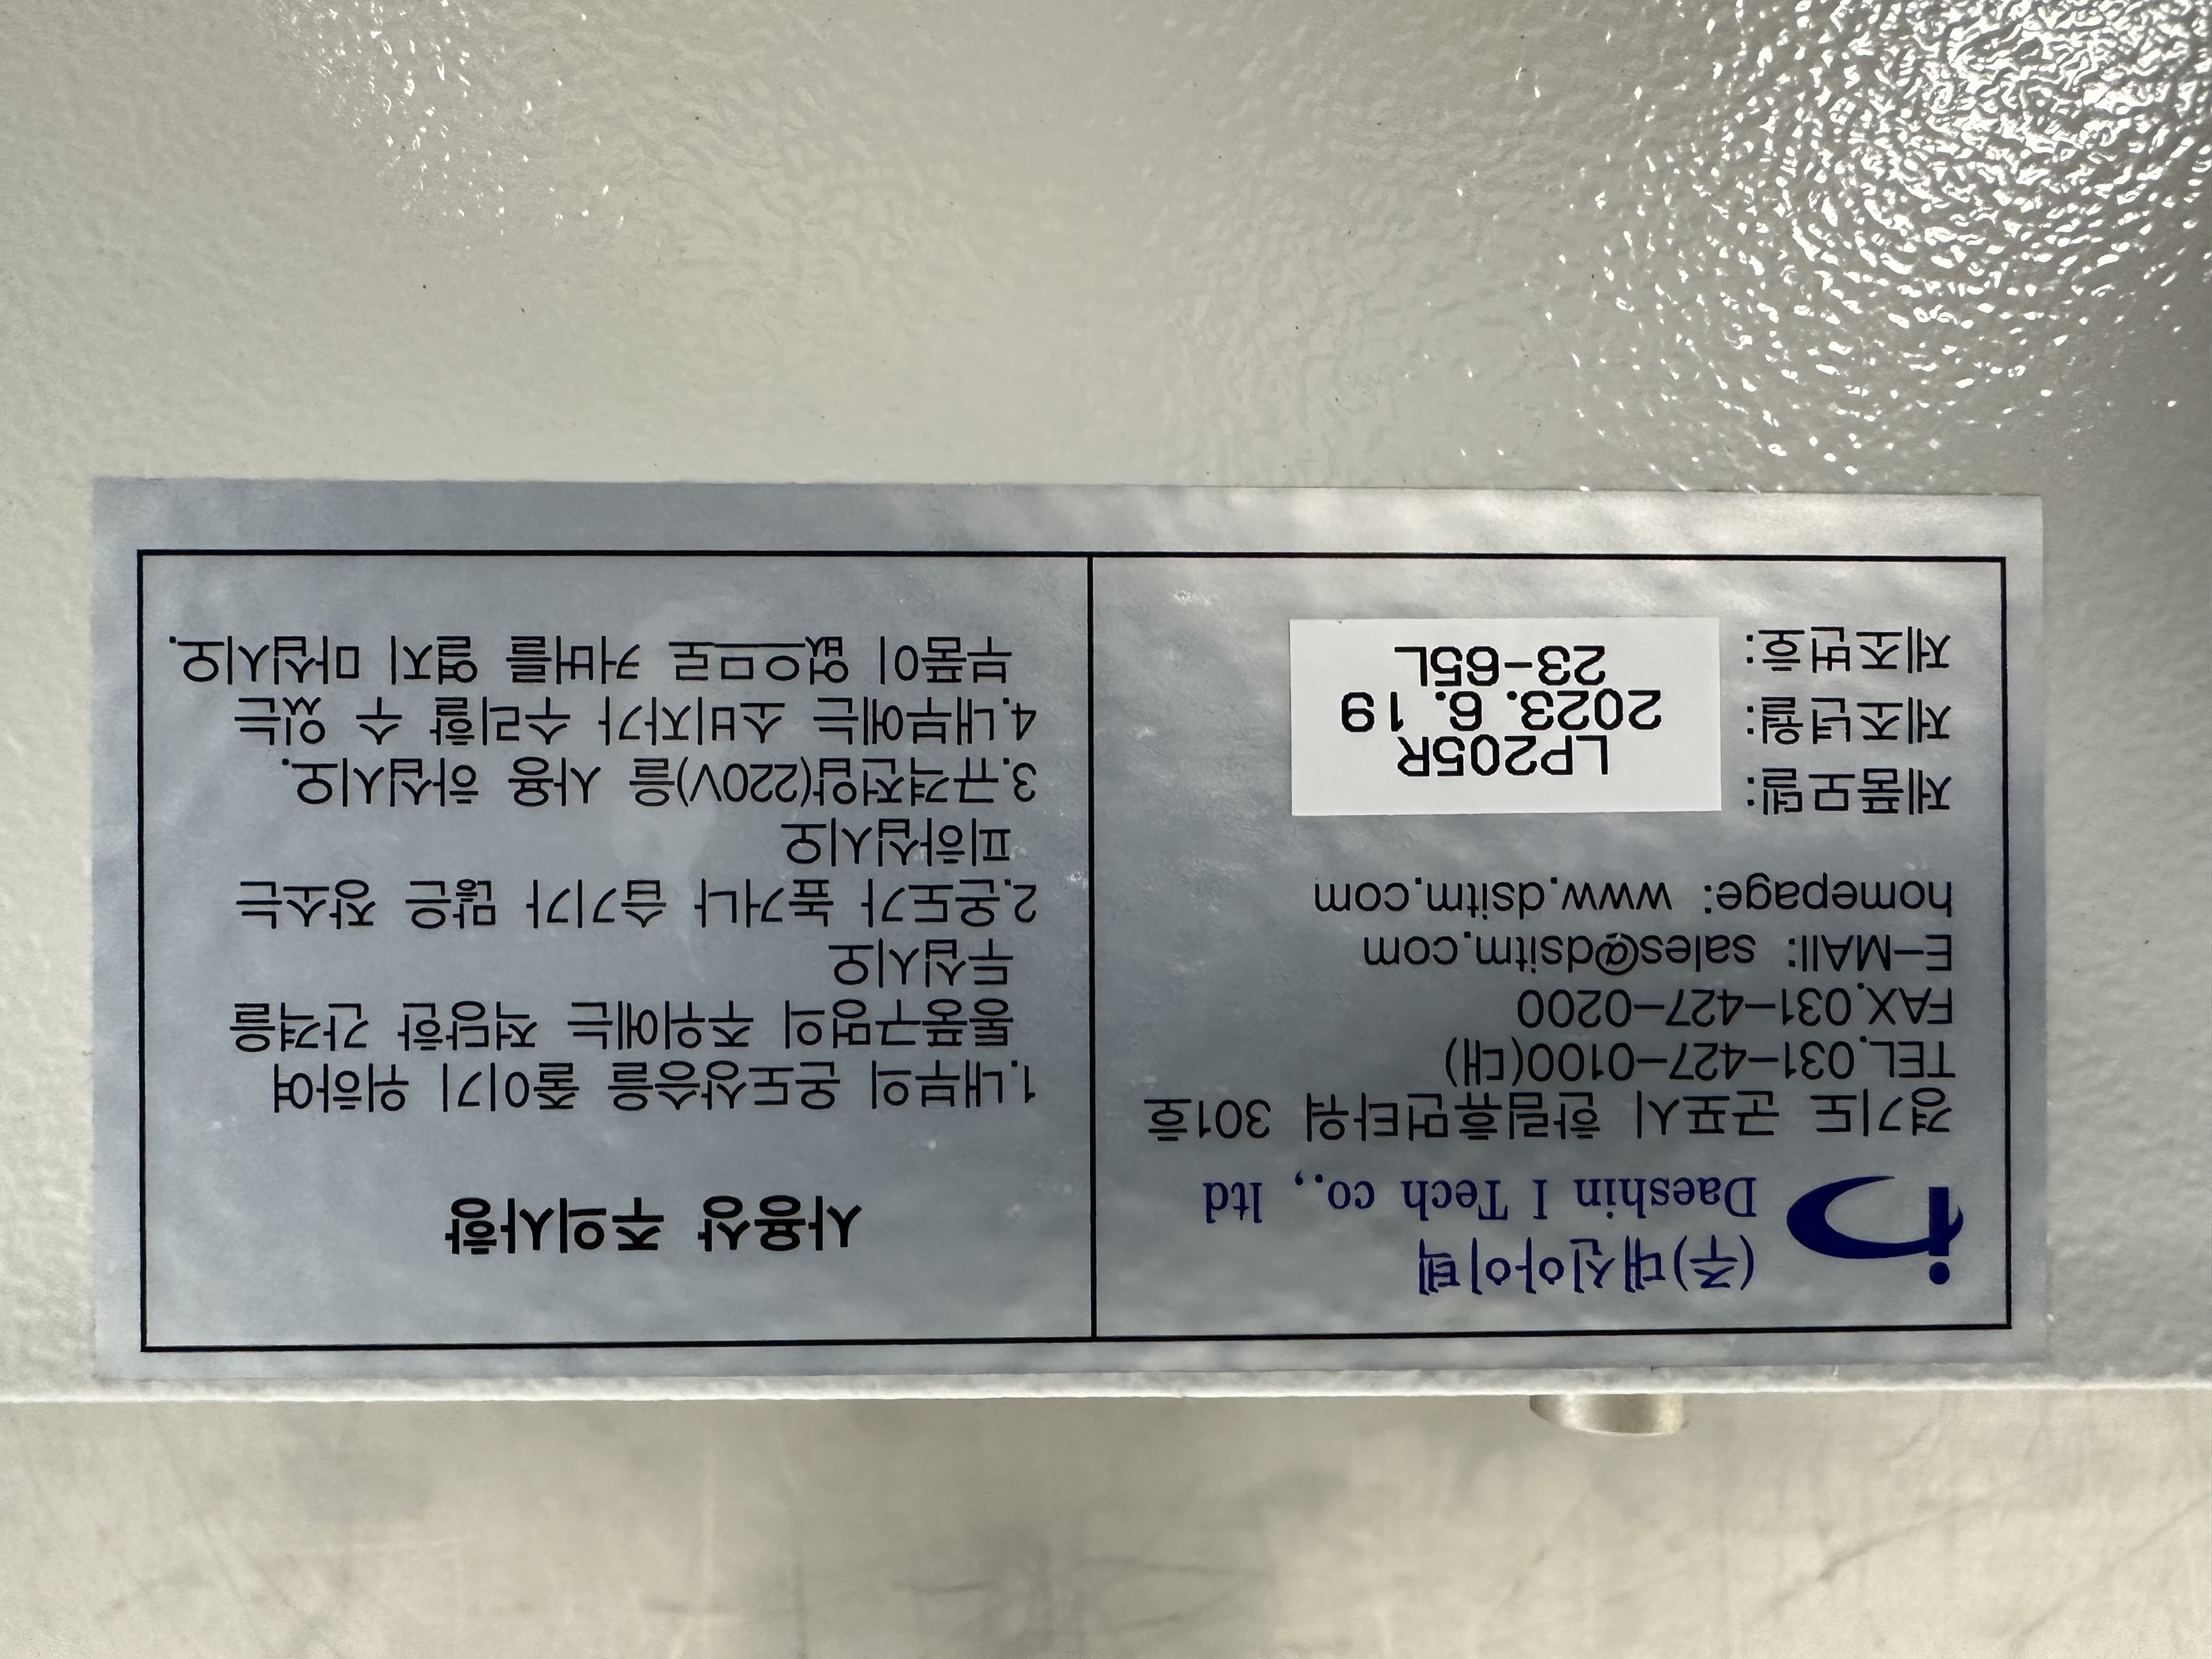 (주)대신아이텍
Daeshin I Tech co., ltd
경기도 군포시 한림휴먼타워 301호
TEL.031-427-0100(대)
FAX.031-427-0200
E-MAIl: sales@dsitm.com
homepage: www.dsitm.com
제품모델: LP205R
제조년월: 2023. 6. 19
제조번호: 23-65L
사용상 주의사항
1.내부의 온도상승을 줄이기 위하여
통풍구멍의 주위에는 적당한 간격을
두십시오
2.온도가 높거나 습기가 많은 장소는
피하십시오
3.규격전압(220V)을 사용 하십시오.
4.내부에는 소비자가 수리할 수 있는
부품이 없으므로 커버를 열지 마십시오.